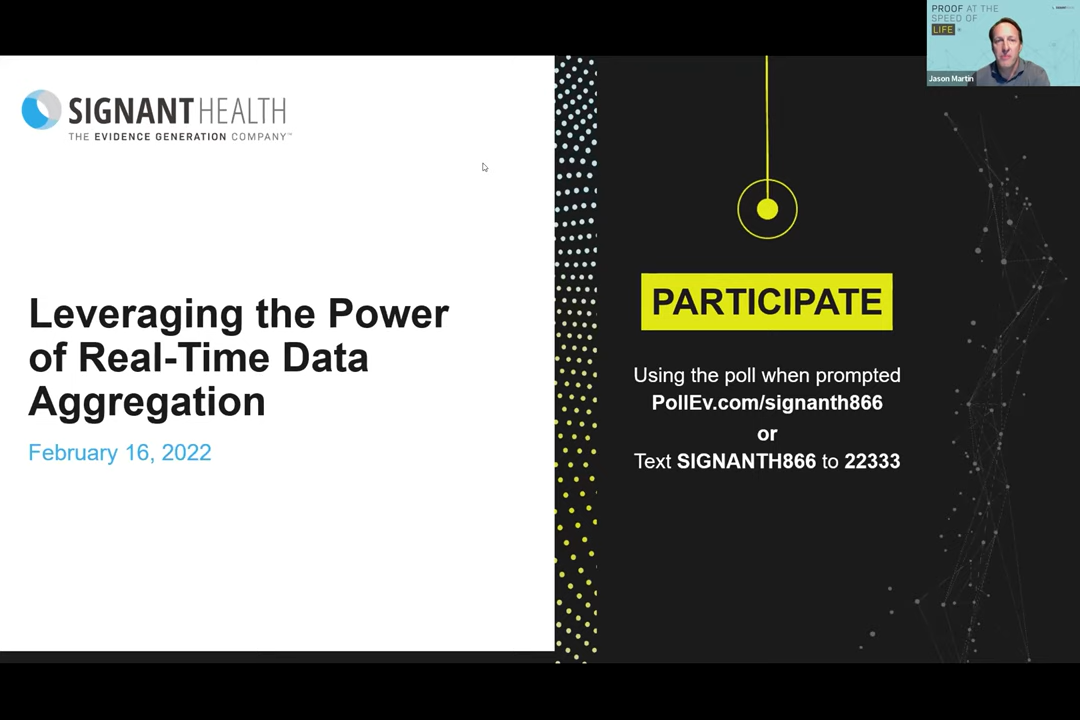 PROOF AT THE
SPEED OF
LIFE
Jason Martin
SIGNANT HEALTH
THE EVIDENCE GENERATION COMPANY™
Leveraging the Power
of Real-Time Data
Aggregation
February 16, 2022
PARTICIPATE
Using the poll when prompted
PollEv.com/signanth866
or
Text SIGNANTH866 to 22333